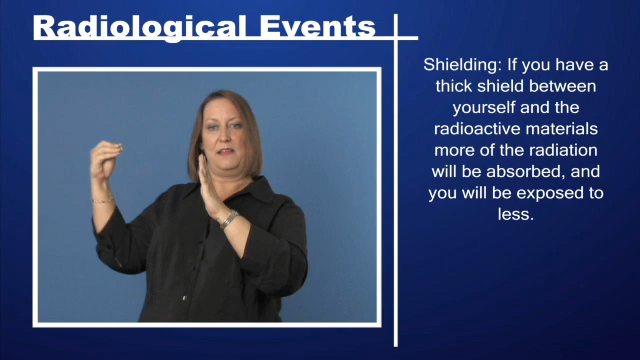 Radiological Events
Shielding: If you have a
thick shield between
yourself and the
radioactive materials
more of the radiation
will be absorbed, and
you will be exposed to
less.